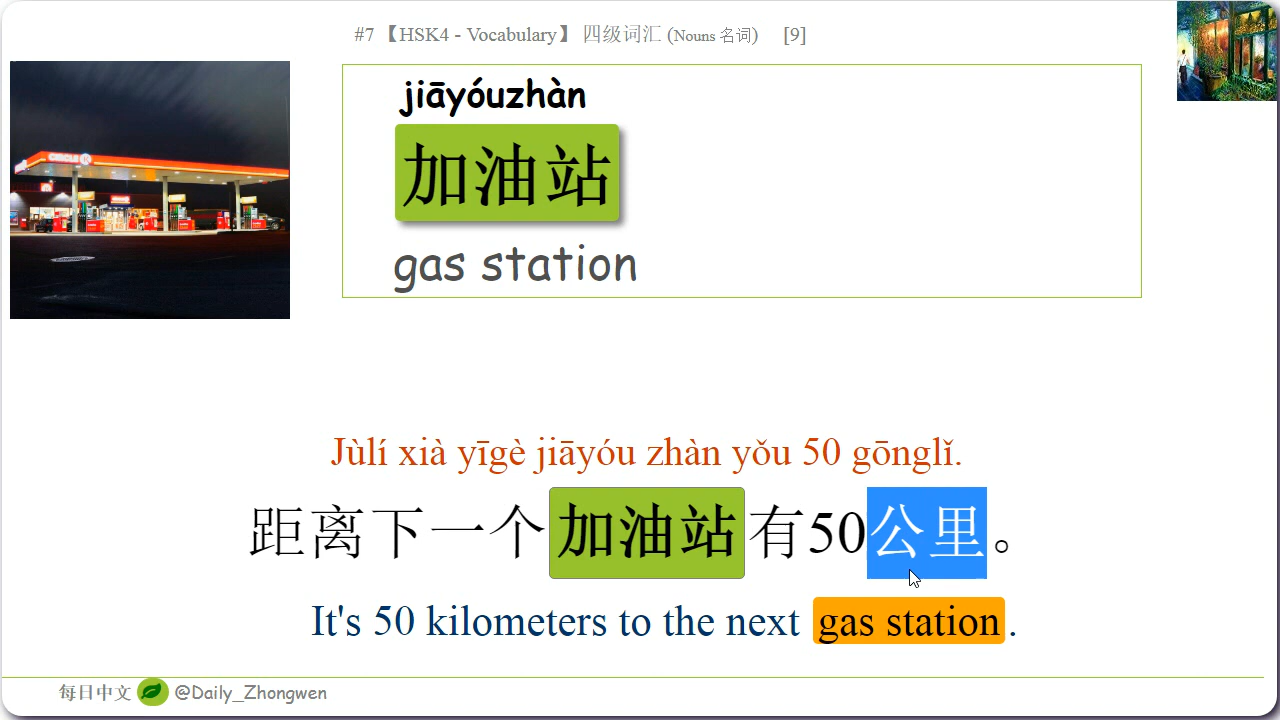 #7 【HSK4 - Vocabulary】 四级词汇 (Nouns 名词) [9]
jiāyóuzhàn
加油站
gas station
CIRCLE K
Jùlí xià yīgè jiāyóu zhàn yǒu 50 gōnglǐ.
距离下一个加油站有50公里。
It's 50 kilometers to the next gas station.
每日中文 @Daily_Zhongwen